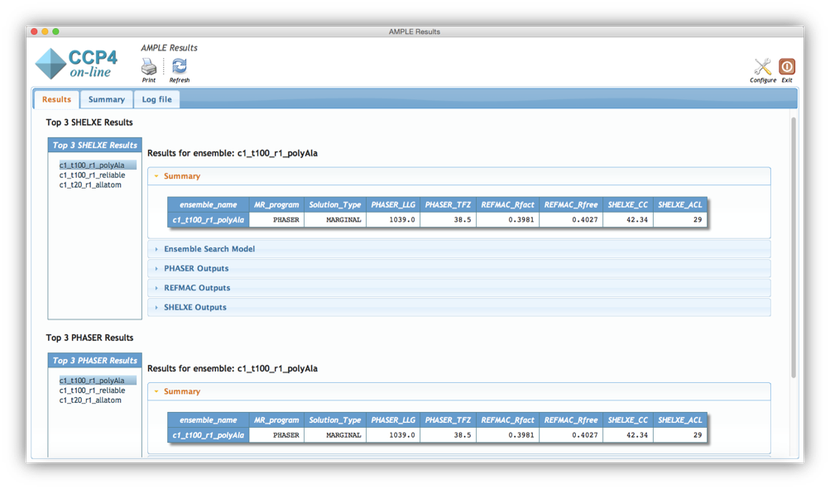 AMPLE Results
CCP4
on-line
AMPLE Results
Print
Refresh
Configure
Exit
Results
Summary
Log file
Top 3 SHELXE Results
Top 3 SHELXE Results
c1_t100_r1_polyAla
c1_t100_r1_reliable
c1_t20_r1_allatom
Results for ensemble: c1_t100_r1_polyAla
Summary
ensemble_name MR_program Solution_Type PHASER_LLG PHASER_TFZ REFMAC_Rfact REFMAC_Rfree SHELXE_CC SHELXE_ACL
c1_t100_r1_polyAla PHASER MARGINAL 1039.0 38.5 0.3981 0.4027 42.34 29
Ensemble Search Model
PHASER Outputs
REFMAC Outputs
SHELXE Outputs
Top 3 PHASER Results
Top 3 PHASER Results
c1_t100_r1_polyAla
c1_t100_r1_reliable
c1_t20_r1_allatom
Results for ensemble: c1_t100_r1_polyAla
Summary
ensemble_name MR_program Solution_Type PHASER_LLG PHASER_TFZ REFMAC_Rfact REFMAC_Rfree SHELXE_CC SHELXE_ACL
c1_t100_r1_polyAla PHASER MARGINAL 1039.0 38.5 0.3981 0.4027 42.34 29